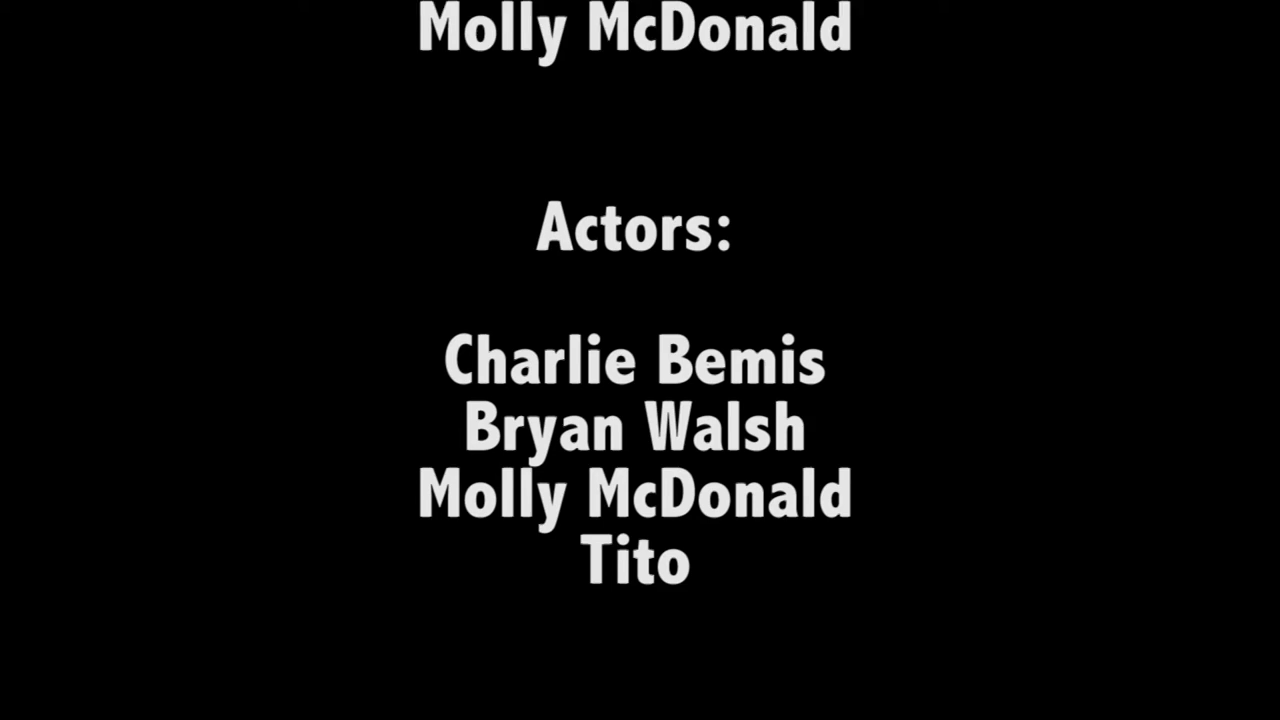 Molly McDonald
Actors:
Charlie Bemis
Bryan Walsh
Molly McDonald
Tito